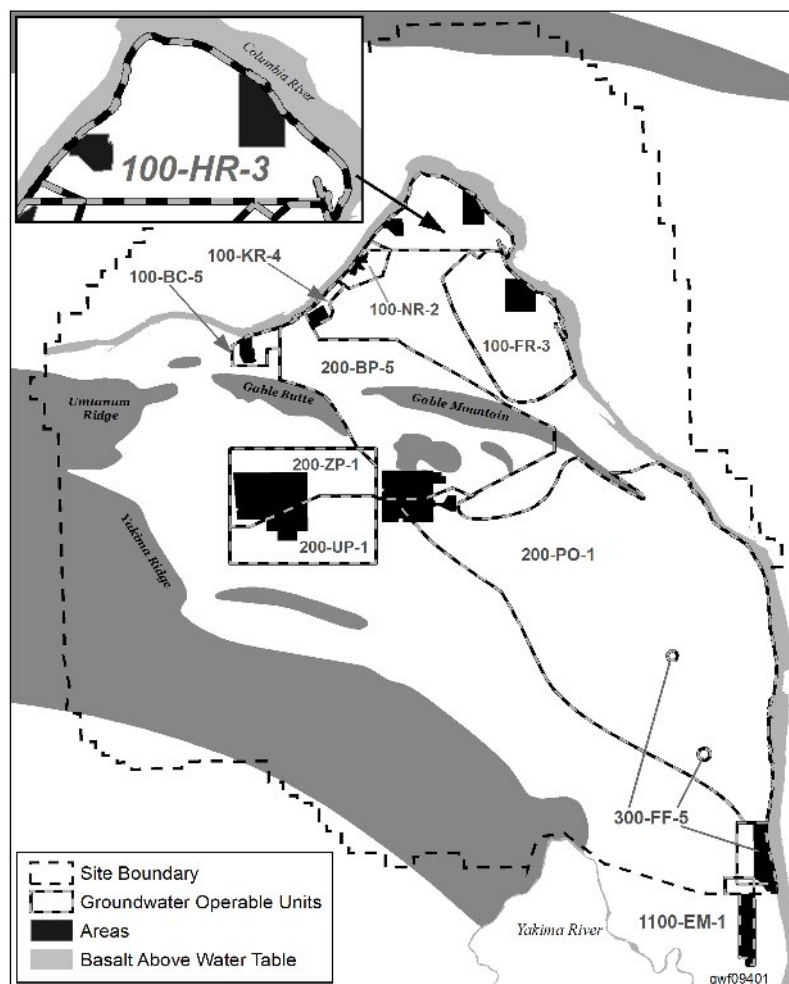 Columbia River
100-HR-3
100-KR-4
100-BC-5
100-NR-2
100-FR-3
200-BP-5
Umtanum
Ridge
Gable Butte
Gable Mountain
200-ZP-1
200-UP-1
Yakima Ridge
200-PO-1
300-FF-5
Site Boundary
Groundwater Operable Units
Areas
Basalt Above Water Table
Yakima River
1100-EM-1
gwf09401